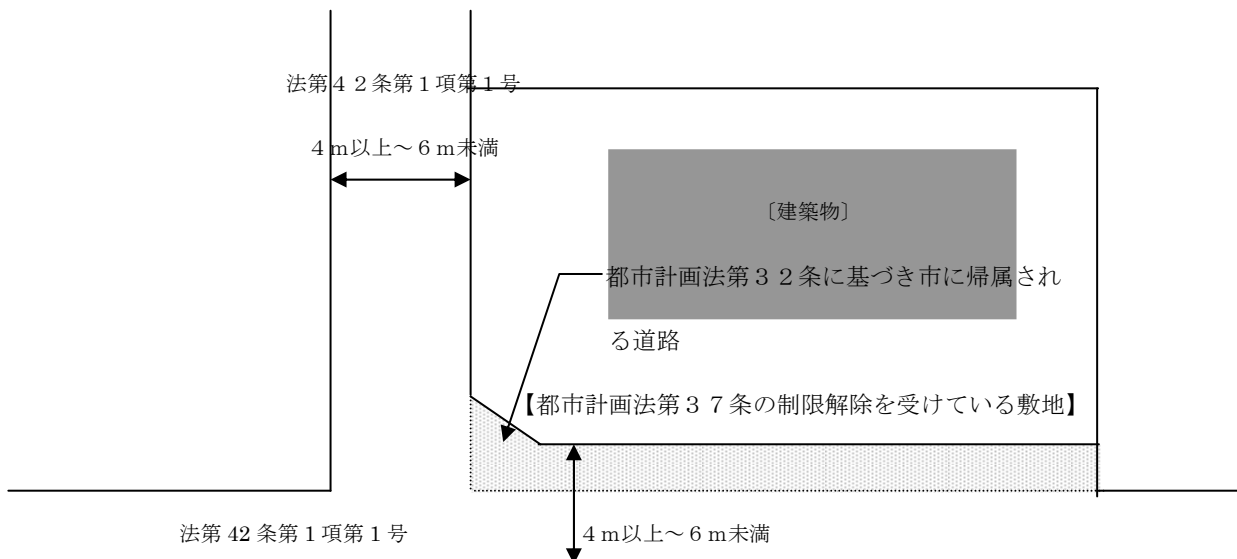 法第４２条第１項第１号
４ｍ以上～６ｍ未満
〔建築物〕
都市計画法第３２条に基づき市に帰属され
る道路
【都市計画法第３７条の制限解除を受けている敷地】
法第 42 条第１項第１号
４ｍ以上～６ｍ未満